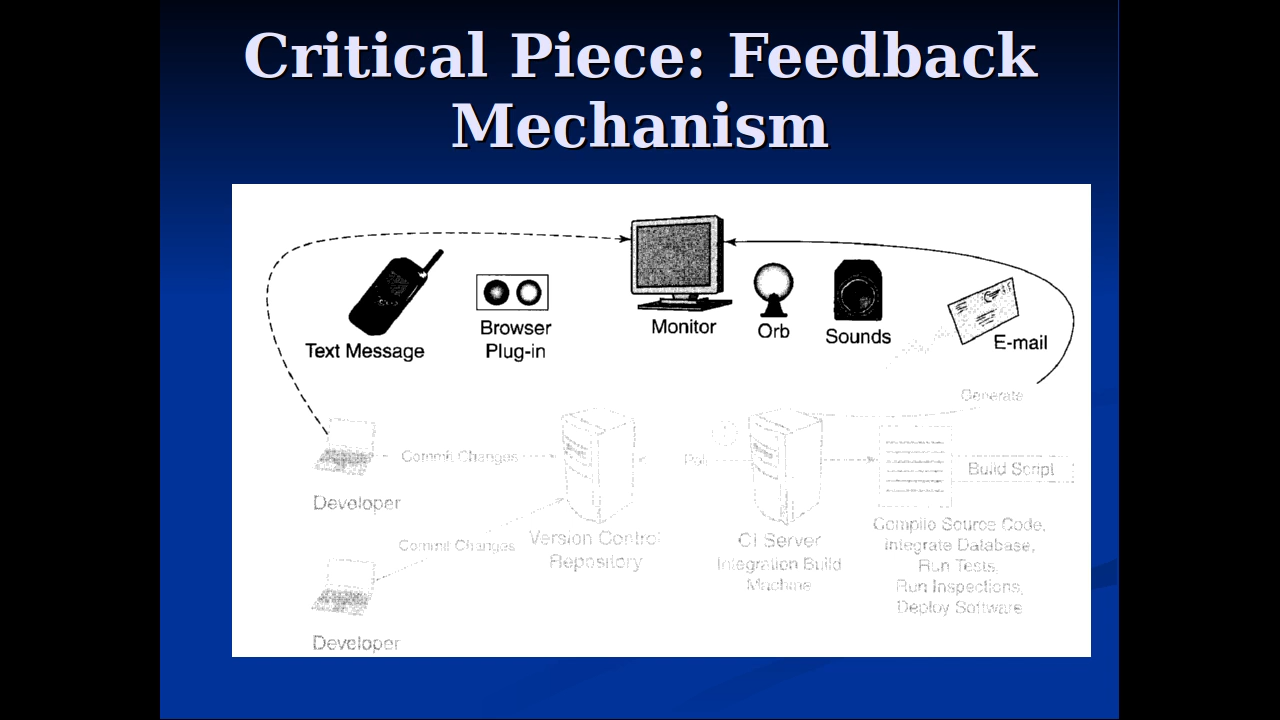 Critical Piece: Feedback
Mechanism
Text Message
Browser
Plug-in
Monitor
Orb
Sounds
E-mail
Generate
Commit Changes
Poll
Build Script
Developer
Commit Changes
Version Control
Repository
CI Server
Integration Build
Machine
Compile Source Code,
Integrate Database,
Run Tests,
Run Inspections,
Deploy Software
Developer